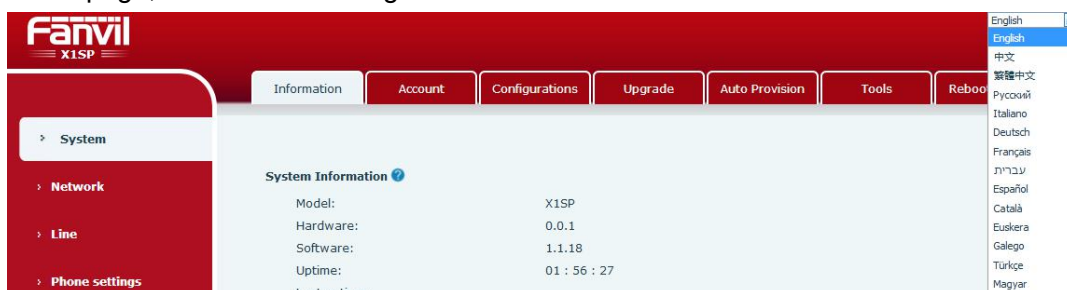 page,
Fanvil
X1SP
English
English
中文
繁體中文
Русский
Italiano
Deutsch
Français
עברית
Español
Català
Euskera
Galego
Türkçe
Magyar
Information
Account
Configurations
Upgrade
Auto Provision
Tools
› System
› Network
› Line
› Phone settings
System Information
Model: X1SP
Hardware: 0.0.1
Software: 1.1.18
Uptime: 01 : 56 : 27